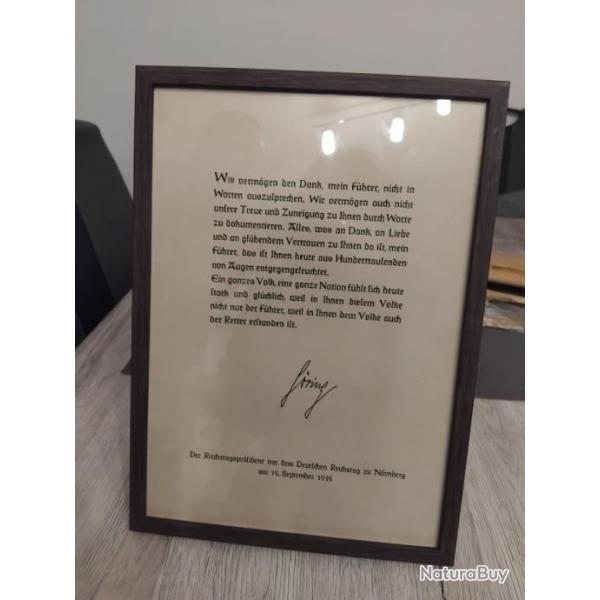 Wir vermögen den Dank, mein Führer, nicht in
Worten auszusprechen. Wir vermögen auch nicht
unsere Treue und Zuneigung zu Ihnen durch Worte
zu dokumentieren. Alles, was an Dank, an Liebe
und an glühendem Vertrauen zu Ihnen da ist, mein
Führer, das ist Ihnen heute aus Hunderttausenden
von Augen entgegengeleuchtet.
Ein ganzes Volk, eine ganze Nation fühlt sich heute
stark und glücklich, weil in Ihnen diesem Volke
nicht nur der Führer, weil in Ihnen dem Volke auch
der Retter erstanden ist.
Göring
Der Reichstagspräsident vor dem Deutschen Reichstag zu Nürnberg
am 15. September 1935
NaturaBuy